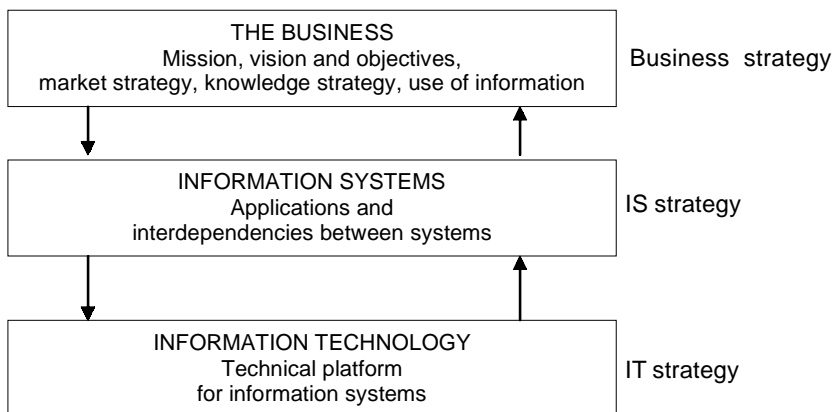 THE BUSINESS
Mission, vision and objectives,
market strategy, knowledge strategy, use of information
Business strategy
INFORMATION SYSTEMS
Applications and
interdependencies between systems
IS strategy
INFORMATION TECHNOLOGY
Technical platform
for information systems
IT strategy